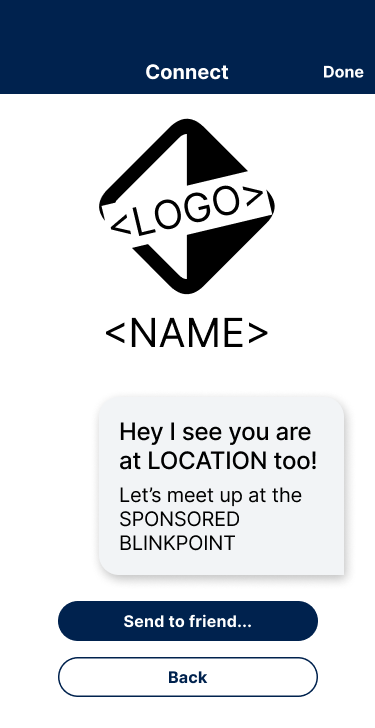 Connect
Done
<LOGO>
<NAME>
Hey I see you are
at LOCATION too!
Let’s meet up at the
SPONSORED
BLINKPOINT
Send to friend...
Back